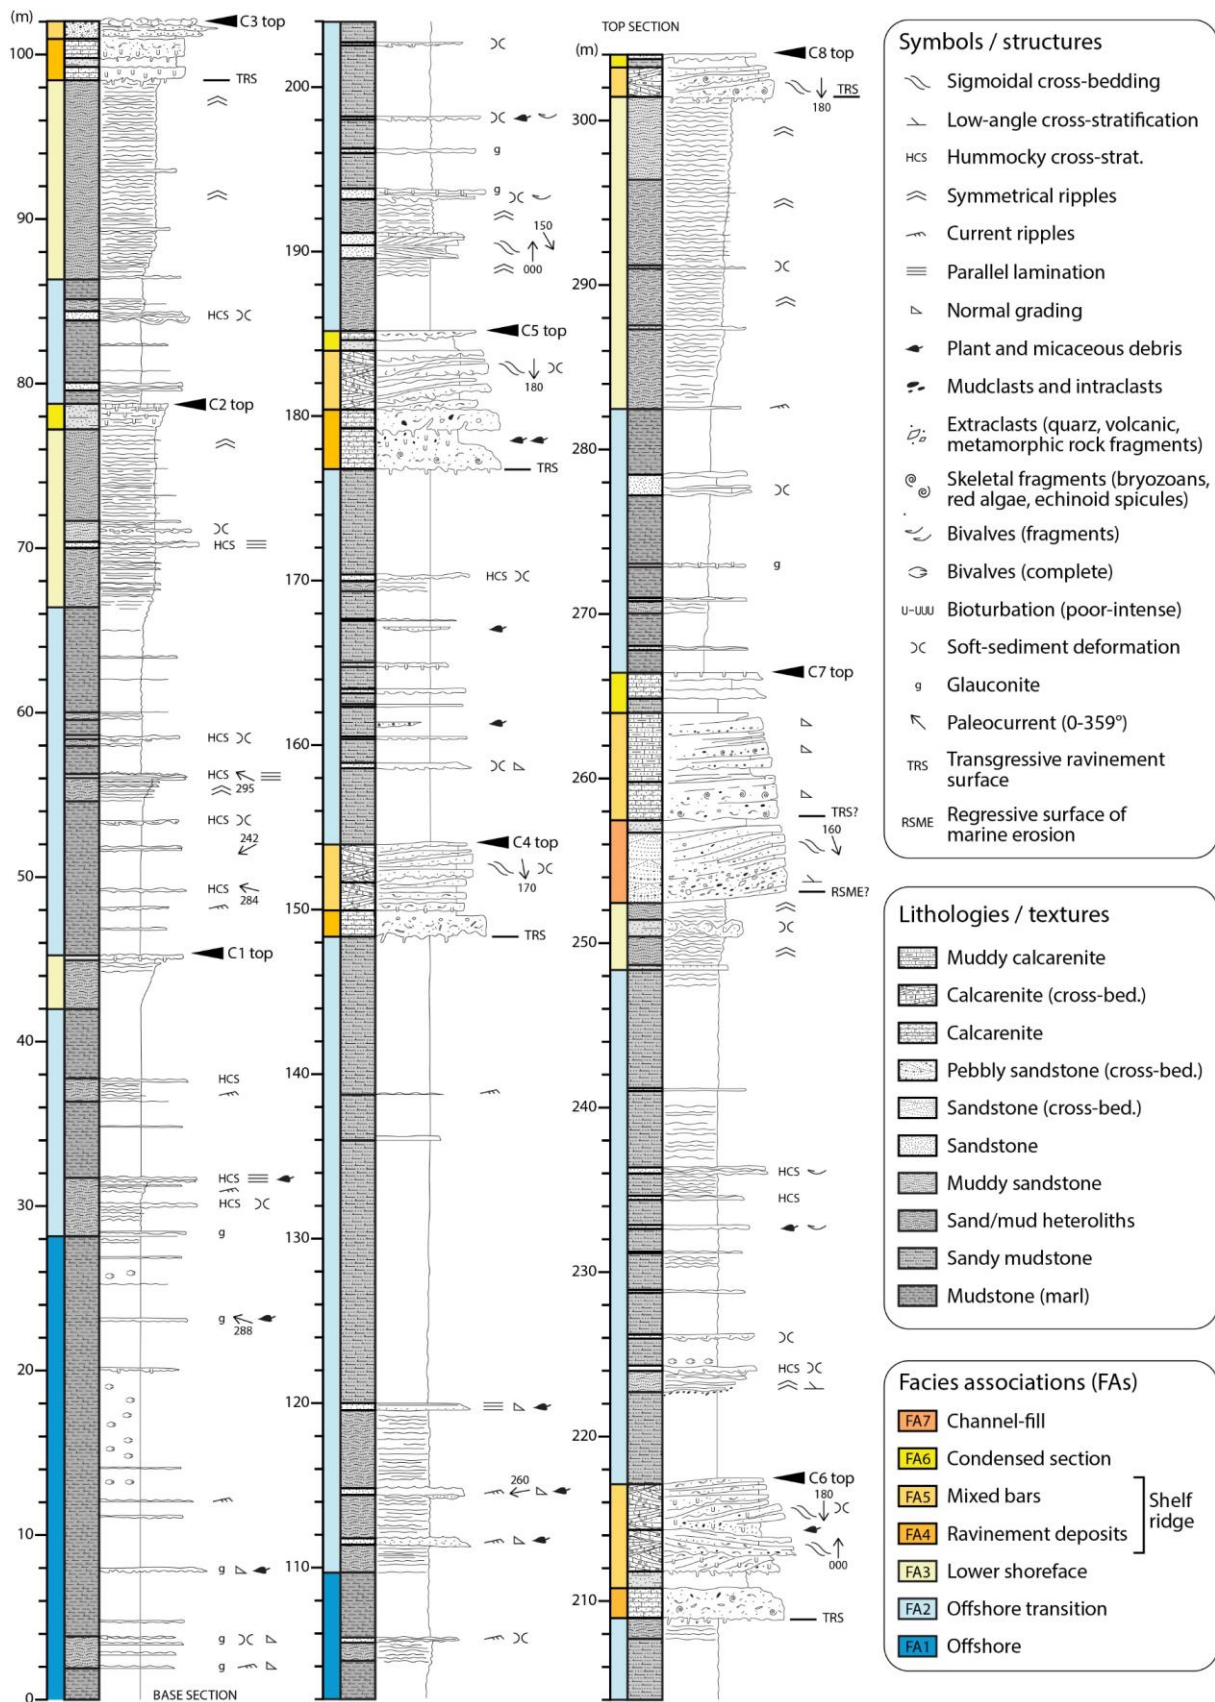 (m)
C3 top
100
TRS
90
HCS
80
C2 top
70
HCS
60
HCS
HCS
295
HCS
242
50
HCS
284
C1 top
40
HCS
HCS
30
HCS
g
g
288
20
10
g
g
g
0
BASE SECTION
200
g
g
190
150
000
C5 top
180
180
TRS
170
HCS
160
C4 top
170
150
TRS
140
130
120
260
110
TOP SECTION
(m)
C8 top
TRS
180
300
290
280
g
270
C7 top
260
TRS?
160
RSME?
250
240
HCS
HCS
230
HCS
220
C6 top
180
000
210
TRS
Symbols / structures
Sigmoidal cross-bedding
Low-angle cross-stratification
HCS Hummocky cross-strat.
Symmetrical ripples
Current ripples
Parallel lamination
Normal grading
Plant and micaceous debris
Mudclasts and intraclasts
Extraclasts (quarz, volcanic,
metamorphic rock fragments)
Skeletal fragments (bryozoans,
red algae, echinoid spicules)
Bivalves (fragments)
Bivalves (complete)
U-UUU Bioturbation (poor-intense)
Soft-sediment deformation
g Glauconite
Paleocurrent (0-359°)
TRS Transgressive ravinement
surface
RSME Regressive surface of
marine erosion
Lithologies / textures
Muddy calcarenite
Calcarenite (cross-bed.)
Calcarenite
Pebbly sandstone (cross-bed.)
Sandstone (cross-bed.)
Sandstone
Muddy sandstone
Sand/mud heteroliths
Sandy mudstone
Mudstone (marl)
Facies associations (FAs)
FA7 Channel-fill
FA6 Condensed section
FA5 Mixed bars
FA4 Ravinement deposits
Shelf
ridge
FA3 Lower shoreface
FA2 Offshore transition
FA1 Offshore